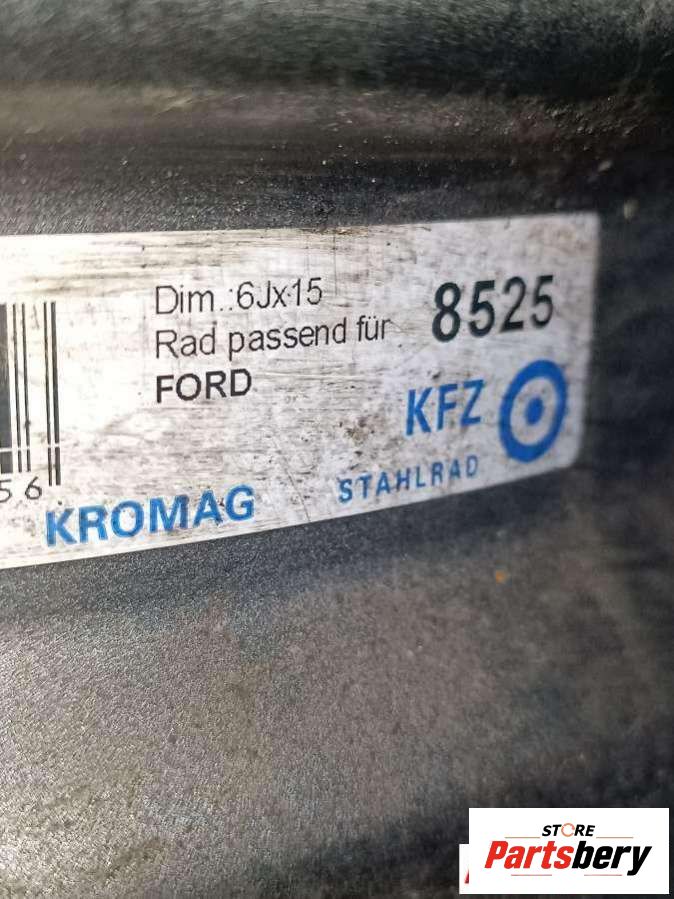 Dim.:6Jx15
Rad passend für
FORD
8525
KFZ
56
KROMAG
STAHLRAD
STORE
Partsbery